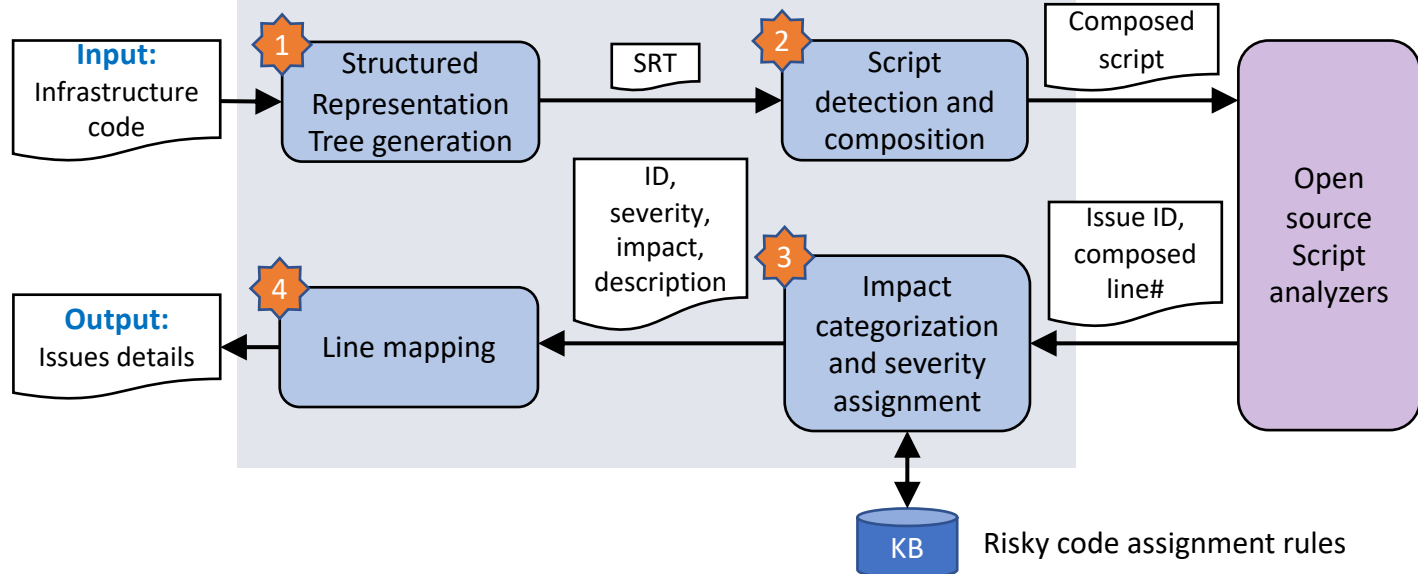 Input:
Infrastructure
code
1
Structured
Representation
Tree generation
SRT
2
Script
detection and
composition
Composed
script
Open
source
Script
analyzers
Issue ID,
composed
line#
3
Impact
categorization
and severity
assignment
ID,
severity,
impact,
description
4
Line mapping
Output:
Issues details
KB
Risky code assignment rules